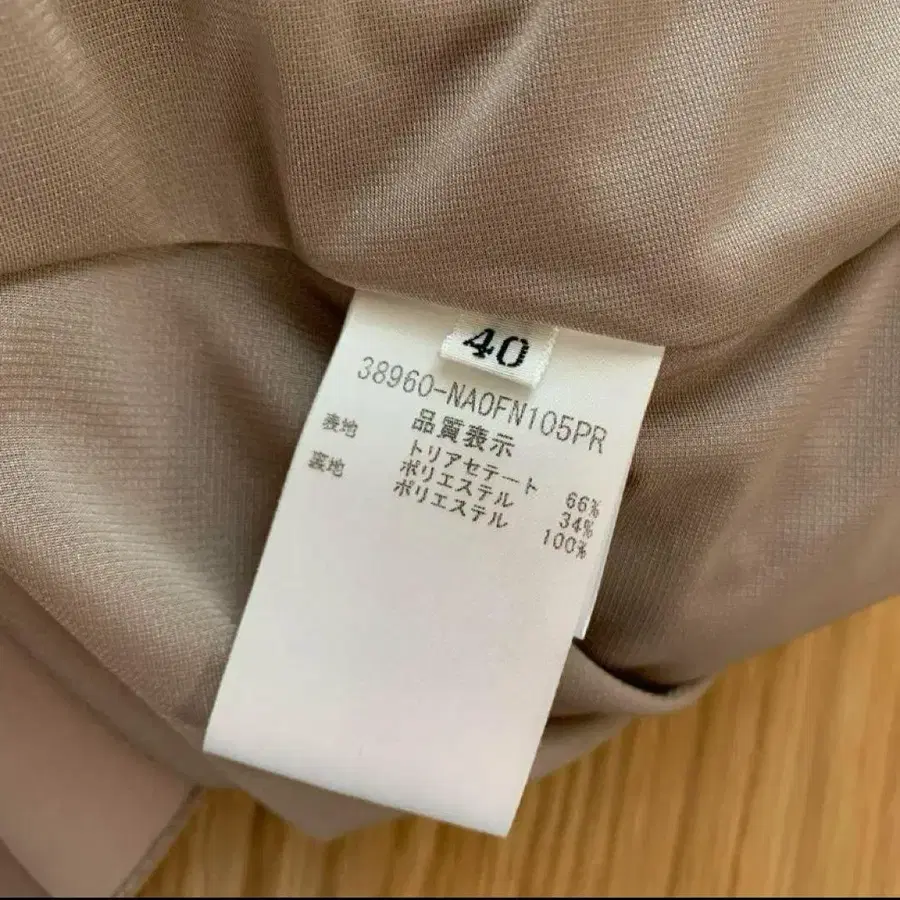 40
38960-NA0FN105PR
品質表示
表地 トリアセテート 66%
ポリエステル 34%
裏地 ポリエステル 100%